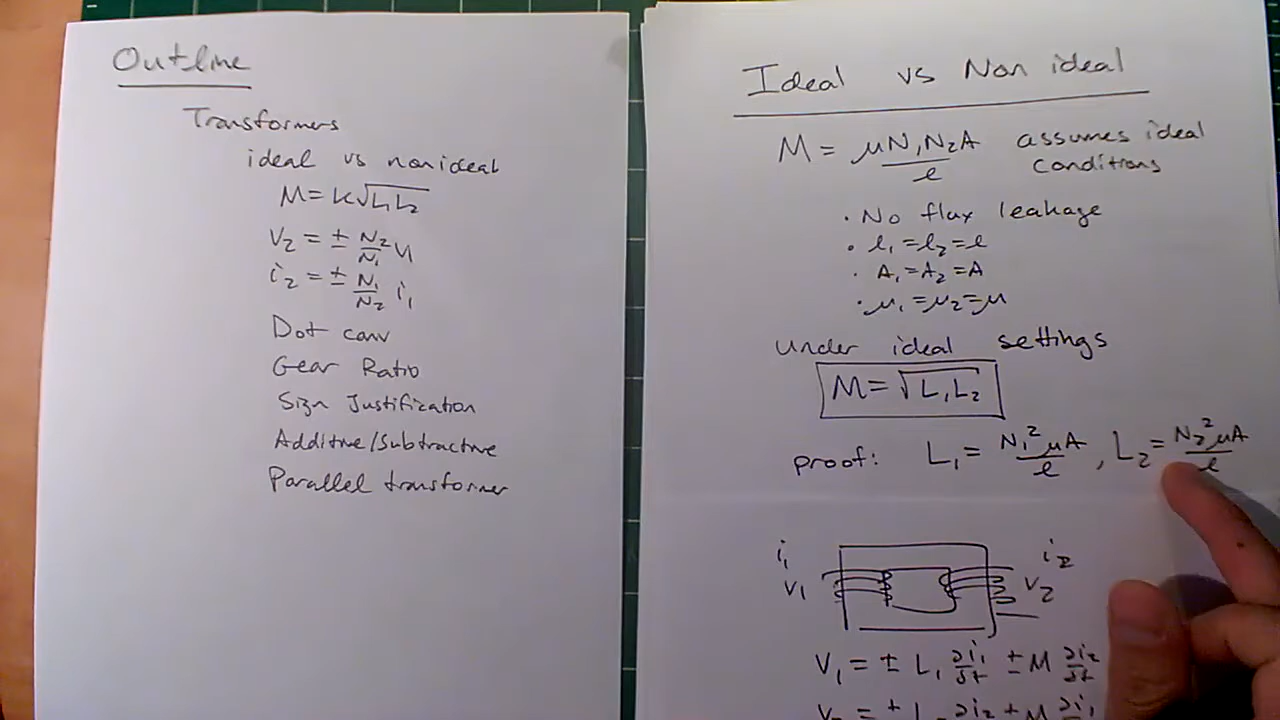 Outline
Transformers
ideal vs nonideal
M = k√L₁L₂
V₂ = ± N₂/N₁ V₁
i₂ = ± N₁/N₂ i₁
Dot conv
Gear Ratio
Sign Justification
Additive/Subtractive
Parallel transformer
Ideal vs Non ideal
M = μN₁N₂A/ℓ assumes ideal conditions
· No flux leakage
· ℓ₁=ℓ₂=ℓ
· A₁=A₂=A
· μ₁=μ₂=μ
Under ideal settings
M = √L₁L₂
proof: L₁ = N₁²μA/ℓ , L₂ = N₂²μA/ℓ
i₁ i₂
V₁ V₂
V₁ = ± L₁ ∂i₁/∂t ± M ∂i₂/∂t